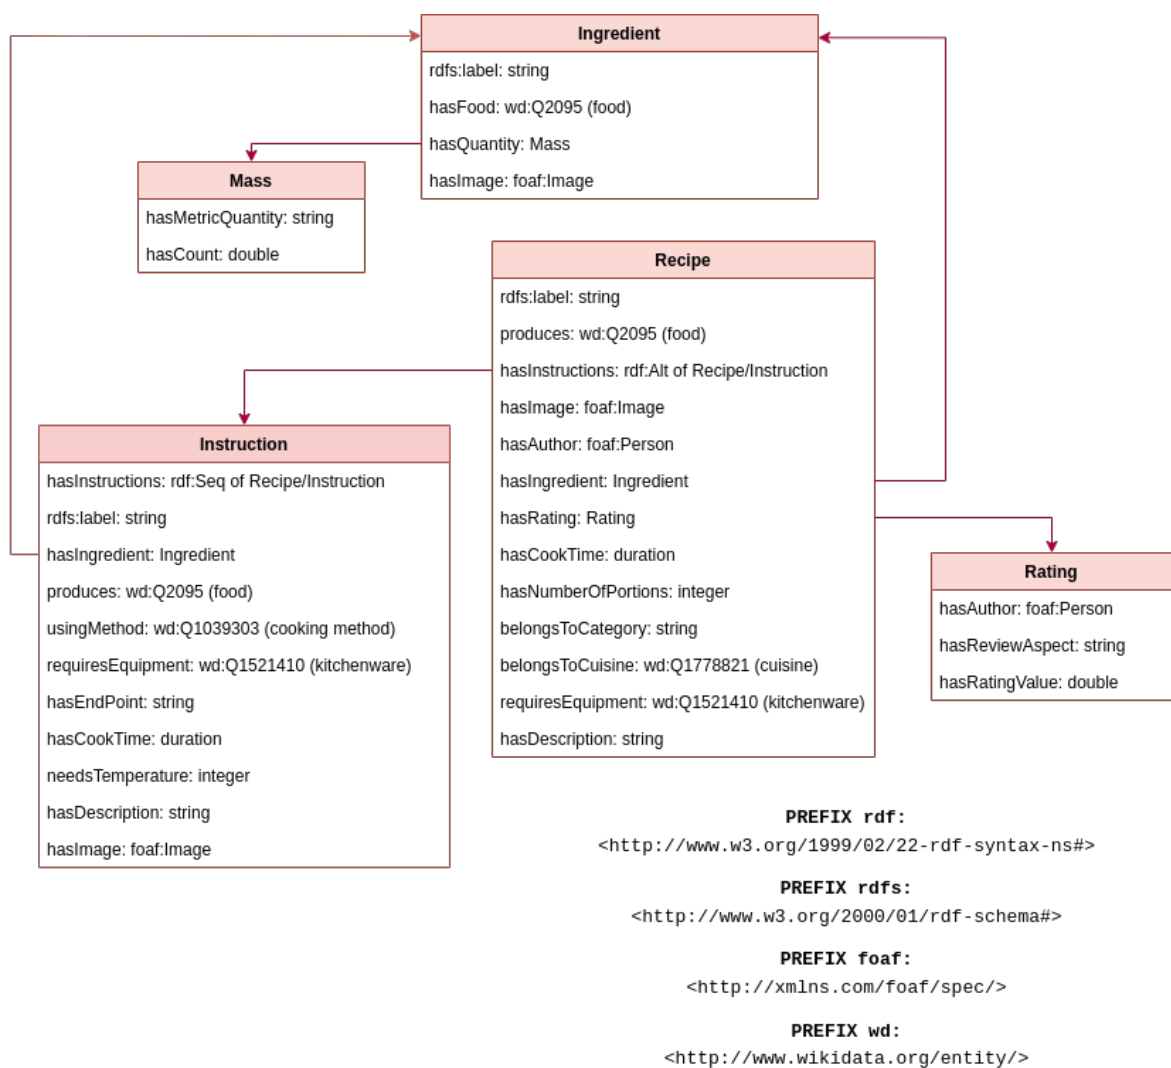 Ingredient
rdfs:label: string
hasFood: wd:Q2095 (food)
hasQuantity: Mass
hasImage: foaf:Image
Mass
hasMetricQuantity: string
hasCount: double
Recipe
rdfs:label: string
produces: wd:Q2095 (food)
hasInstructions: rdf:Alt of Recipe/Instruction
hasImage: foaf:Image
hasAuthor: foaf:Person
hasIngredient: Ingredient
hasRating: Rating
hasCookTime: duration
hasNumberOfPortions: integer
belongsToCategory: string
belongsToCuisine: wd:Q1778821 (cuisine)
requiresEquipment: wd:Q1521410 (kitchenware)
hasDescription: string
Instruction
hasInstructions: rdf:Seq of Recipe/Instruction
rdfs:label: string
hasIngredient: Ingredient
produces: wd:Q2095 (food)
usingMethod: wd:Q1039303 (cooking method)
requiresEquipment: wd:Q1521410 (kitchenware)
hasEndPoint: string
hasCookTime: duration
needsTemperature: integer
hasDescription: string
hasImage: foaf:Image
Rating
hasAuthor: foaf:Person
hasReviewAspect: string
hasRatingValue: double
PREFIX rdf:
<http://www.w3.org/1999/02/22-rdf-syntax-ns#>
PREFIX rdfs:
<http://www.w3.org/2000/01/rdf-schema#>
PREFIX foaf:
<http://xmlns.com/foaf/spec/>
PREFIX wd:
<http://www.wikidata.org/entity/>